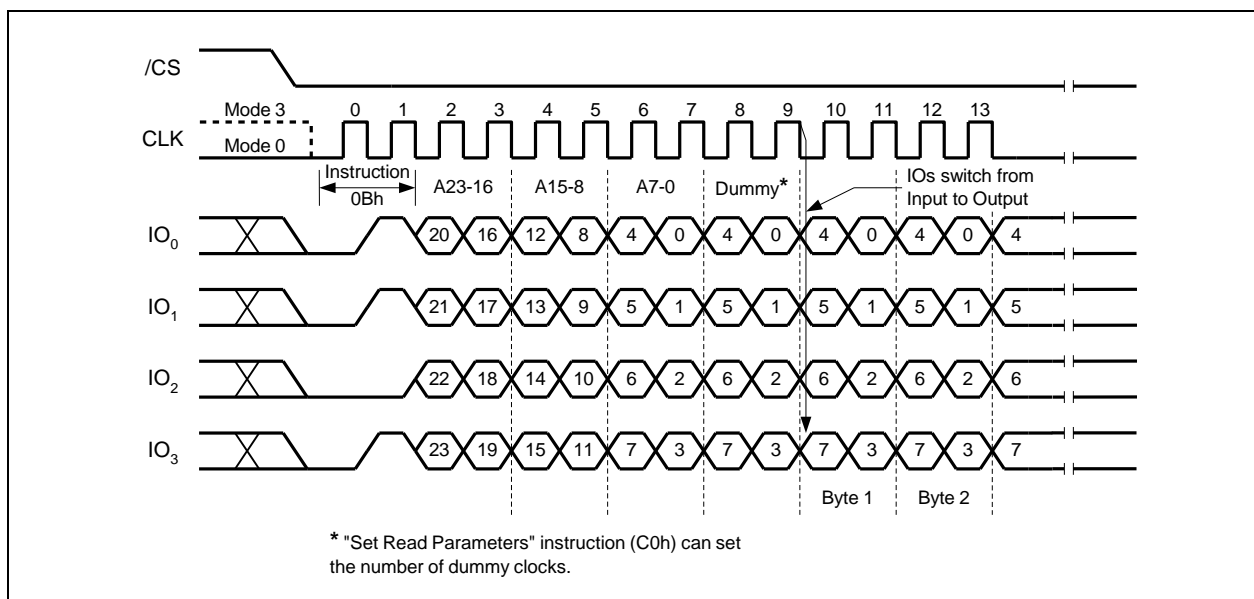 /CS
Mode 3 0 1 2 3 4 5 6 7 8 9 10 11 12 13
CLK
Mode 0
Instruction
0Bh
A23-16 A15-8 A7-0 Dummy*
IOs switch from
Input to Output
IO0 20 16 12 8 4 0 4 0 4 0 4 0 4
IO1 21 17 13 9 5 1 5 1 5 1 5 1 5
IO2 22 18 14 10 6 2 6 2 6 2 6 2 6
IO3 23 19 15 11 7 3 7 3 7 3 7 3 7
Byte 1 Byte 2
* "Set Read Parameters" instruction (C0h) can set
the number of dummy clocks.